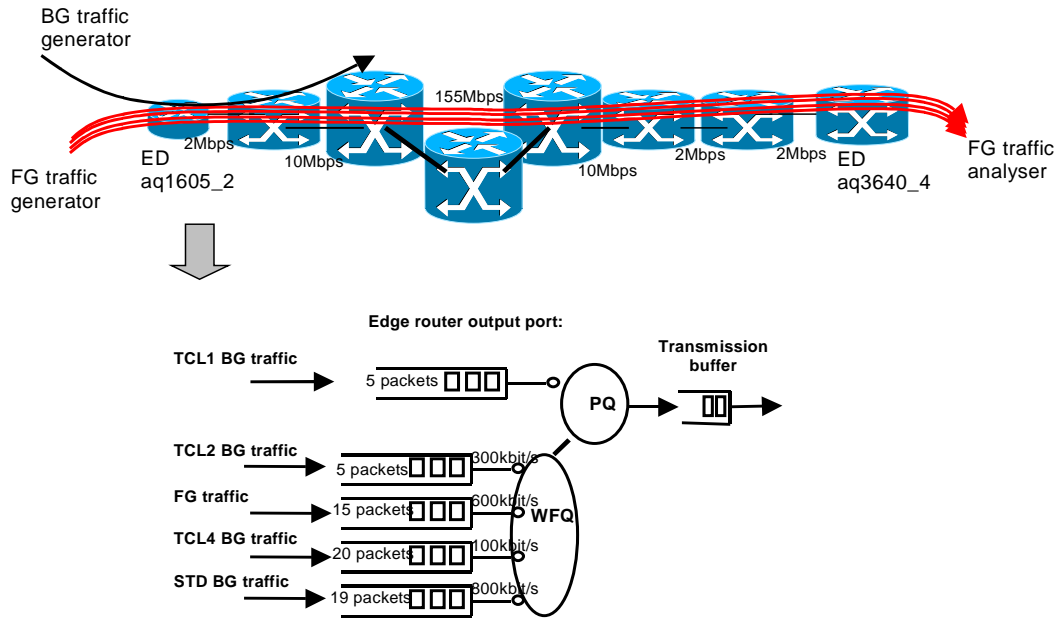 BG traffic
generator
155Mbps
2Mbps
10Mbps
10Mbps
2Mbps
2Mbps
ED
aq1605_2
ED
aq3640_4
FG traffic
generator
FG traffic
analyser
Edge router output port:
Transmission
buffer
TCL1 BG traffic
5 packets
PQ
TCL2 BG traffic
5 packets
300kbit/s
FG traffic
15 packets
600kbit/s
WFQ
TCL4 BG traffic
20 packets
100kbit/s
STD BG traffic
19 packets
800kbit/s